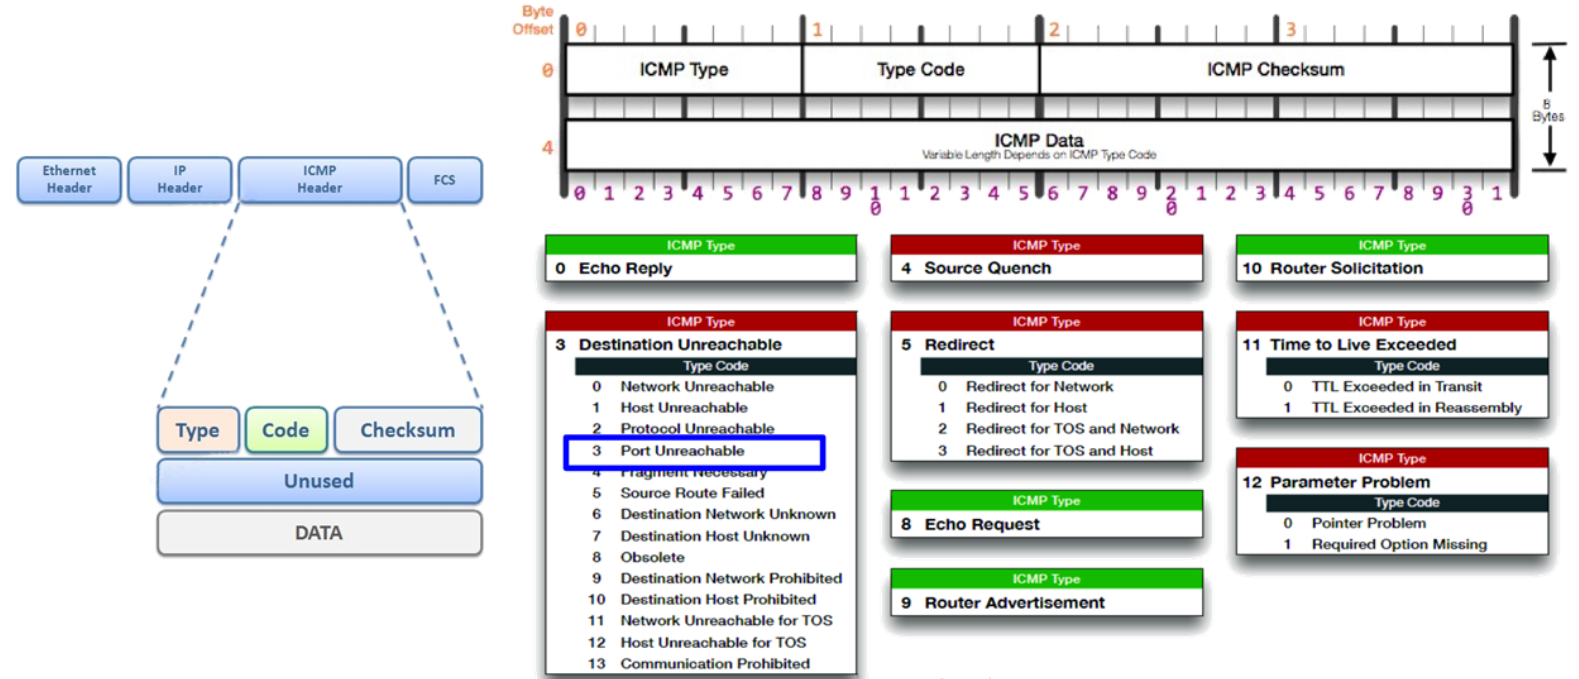 Ethernet
Header
IP
Header
ICMP
Header
FCS
Type
Code
Checksum
Unused
DATA
Byte
Offset
0 1 2 3
0
ICMP Type
Type Code
ICMP Checksum
8
Bytes
4
ICMP Data
Variable Length Depends on ICMP Type Code
0 1 2 3 4 5 6 7 8 9 10 1 2 3 4 5 6 7 8 9 20 1 2 3 4 5 6 7 8 9 30 1
ICMP Type
0 Echo Reply
ICMP Type
3 Destination Unreachable
Type Code
0 Network Unreachable
1 Host Unreachable
2 Protocol Unreachable
3 Port Unreachable
4 Fragment Necessary
5 Source Route Failed
6 Destination Network Unknown
7 Destination Host Unknown
8 Obsolete
9 Destination Network Prohibited
10 Destination Host Prohibited
11 Network Unreachable for TOS
12 Host Unreachable for TOS
13 Communication Prohibited
ICMP Type
4 Source Quench
ICMP Type
5 Redirect
Type Code
0 Redirect for Network
1 Redirect for Host
2 Redirect for TOS and Network
3 Redirect for TOS and Host
ICMP Type
8 Echo Request
ICMP Type
9 Router Advertisement
ICMP Type
10 Router Solicitation
ICMP Type
11 Time to Live Exceeded
Type Code
0 TTL Exceeded in Transit
1 TTL Exceeded in Reassembly
ICMP Type
12 Parameter Problem
Type Code
0 Pointer Problem
1 Required Option Missing